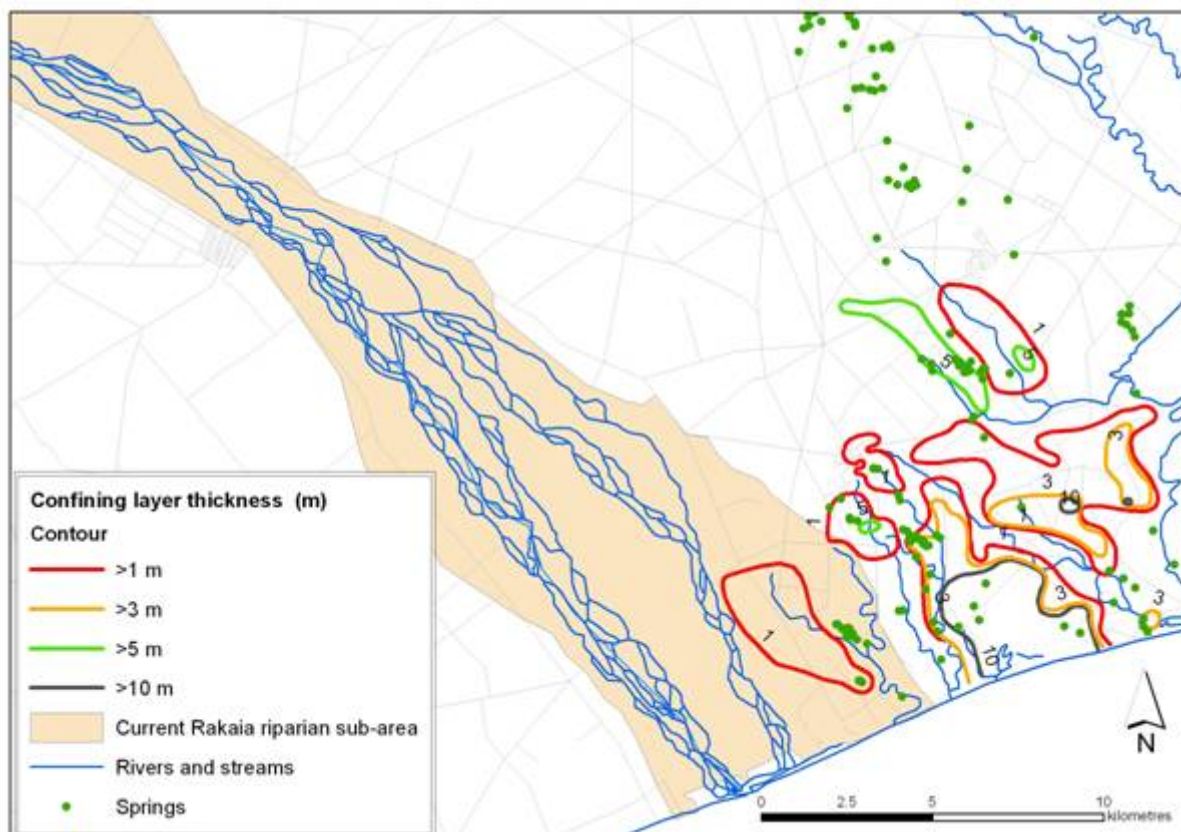 1
5
5
3
1
3
10
1
5
1
1
1
3
3
3
1
10
Confining layer thickness (m)
Contour
>1 m
>3 m
>5 m
>10 m
Current Rakaia riparian sub-area
Rivers and streams
Springs
N
0 2.5 5 10
kilometres